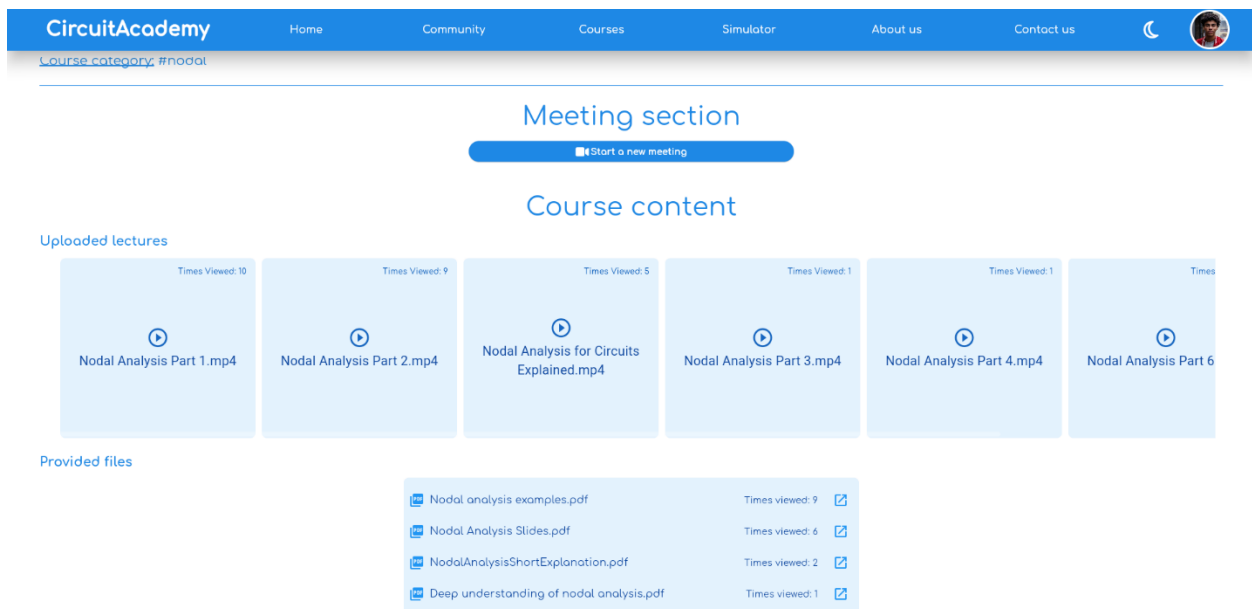 CircuitAcademy Home Community Courses Simulator About us Contact us
Course category: #nodal
Meeting section
Start a new meeting
Course content
Uploaded lectures
Times Viewed: 10 Times Viewed: 9 Times Viewed: 5 Times Viewed: 1 Times Viewed: 1 Times
Nodal Analysis Part 1.mp4 Nodal Analysis Part 2.mp4 Nodal Analysis for Circuits Nodal Analysis Part 3.mp4 Nodal Analysis Part 4.mp4 Nodal Analysis Part 6
Explained.mp4
Provided files
PDF Nodal analysis examples.pdf Times viewed: 9
PDF Nodal Analysis Slides.pdf Times viewed: 6
PDF NodalAnalysisShortExplanation.pdf Times viewed: 2
PDF Deep understanding of nodal analysis.pdf Times viewed: 1